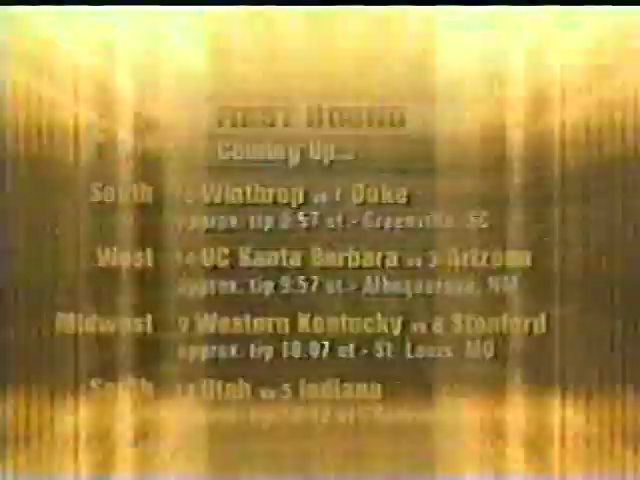 FIRST ROUND
Coming Up...
South Winthrop vs 1 Duke
approx. tip 57 et - Greenville, SC
West 14 UC Santa Barbara vs 3 Arizona
approx. tip 9:57 et - Albuquerque, NM
Midwest 9 Western Kentucky vs 8 Stanford
approx. tip 10:07 et - St. Louis, MO
South Utah vs 5 Indiana